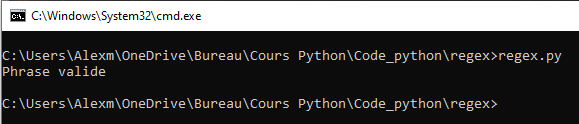 C:\Windows\System32\cmd.exe
C:\Users\Alexm\OneDrive\Bureau\Cours Python\Code_python\regex>regex.py
Phrase valide
C:\Users\Alexm\OneDrive\Bureau\Cours Python\Code_python\regex>